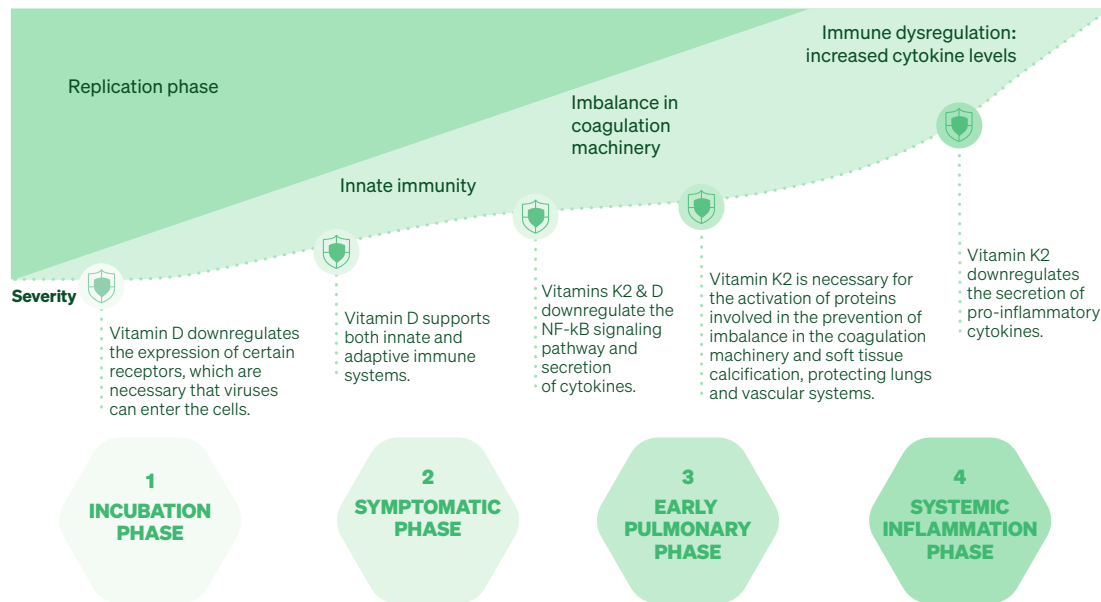 Immune dysregulation:
increased cytokine levels
Replication phase
Imbalance in
coagulation
machinery
Innate immunity
Severity
Vitamin D downregulates
the expression of certain
receptors, which are
necessary that viruses
can enter the cells.
Vitamin D supports
both innate and
adaptive immune
systems.
Vitamins K2 & D
downregulate the
NF-kB signaling
pathway and
secretion
of cytokines.
Vitamin K2 is necessary for
the activation of proteins
involved in the prevention of
imbalance in the coagulation
machinery and soft tissue
calcification, protecting lungs
and vascular systems.
Vitamin K2
downregulates
the secretion of
pro-inflammatory
cytokines.
1
INCUBATION
PHASE
2
SYMPTOMATIC
PHASE
3
EARLY
PULMONARY
PHASE
4
SYSTEMIC
INFLAMMATION
PHASE